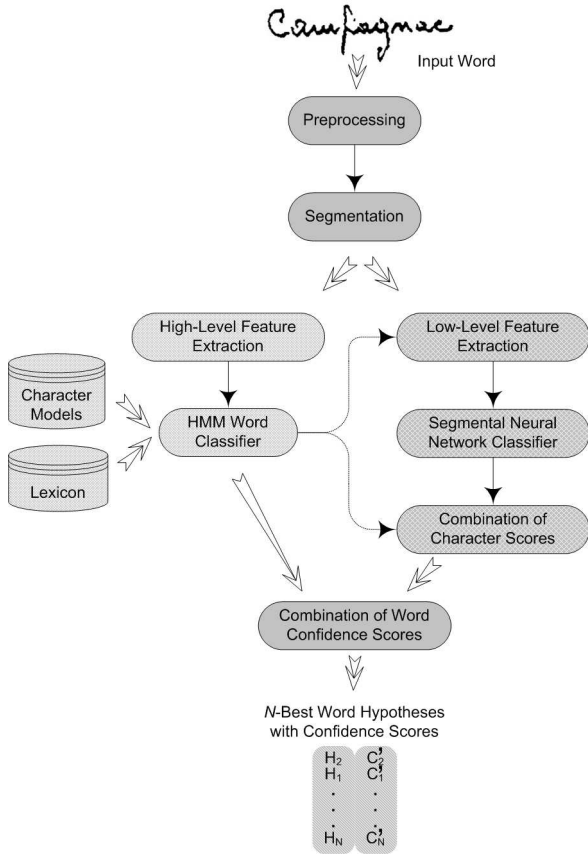 Campagnac
Input Word
Preprocessing
Segmentation
High-Level Feature
Extraction
Low-Level Feature
Extraction
Character
Models
HMM Word
Classifier
Segmental Neural
Network Classifier
Lexicon
Combination of
Character Scores
Combination of Word
Confidence Scores
N-Best Word Hypotheses
with Confidence Scores
H₂ C'₂
H₁ C'₁
. .
. .
. .
H_N C'_N